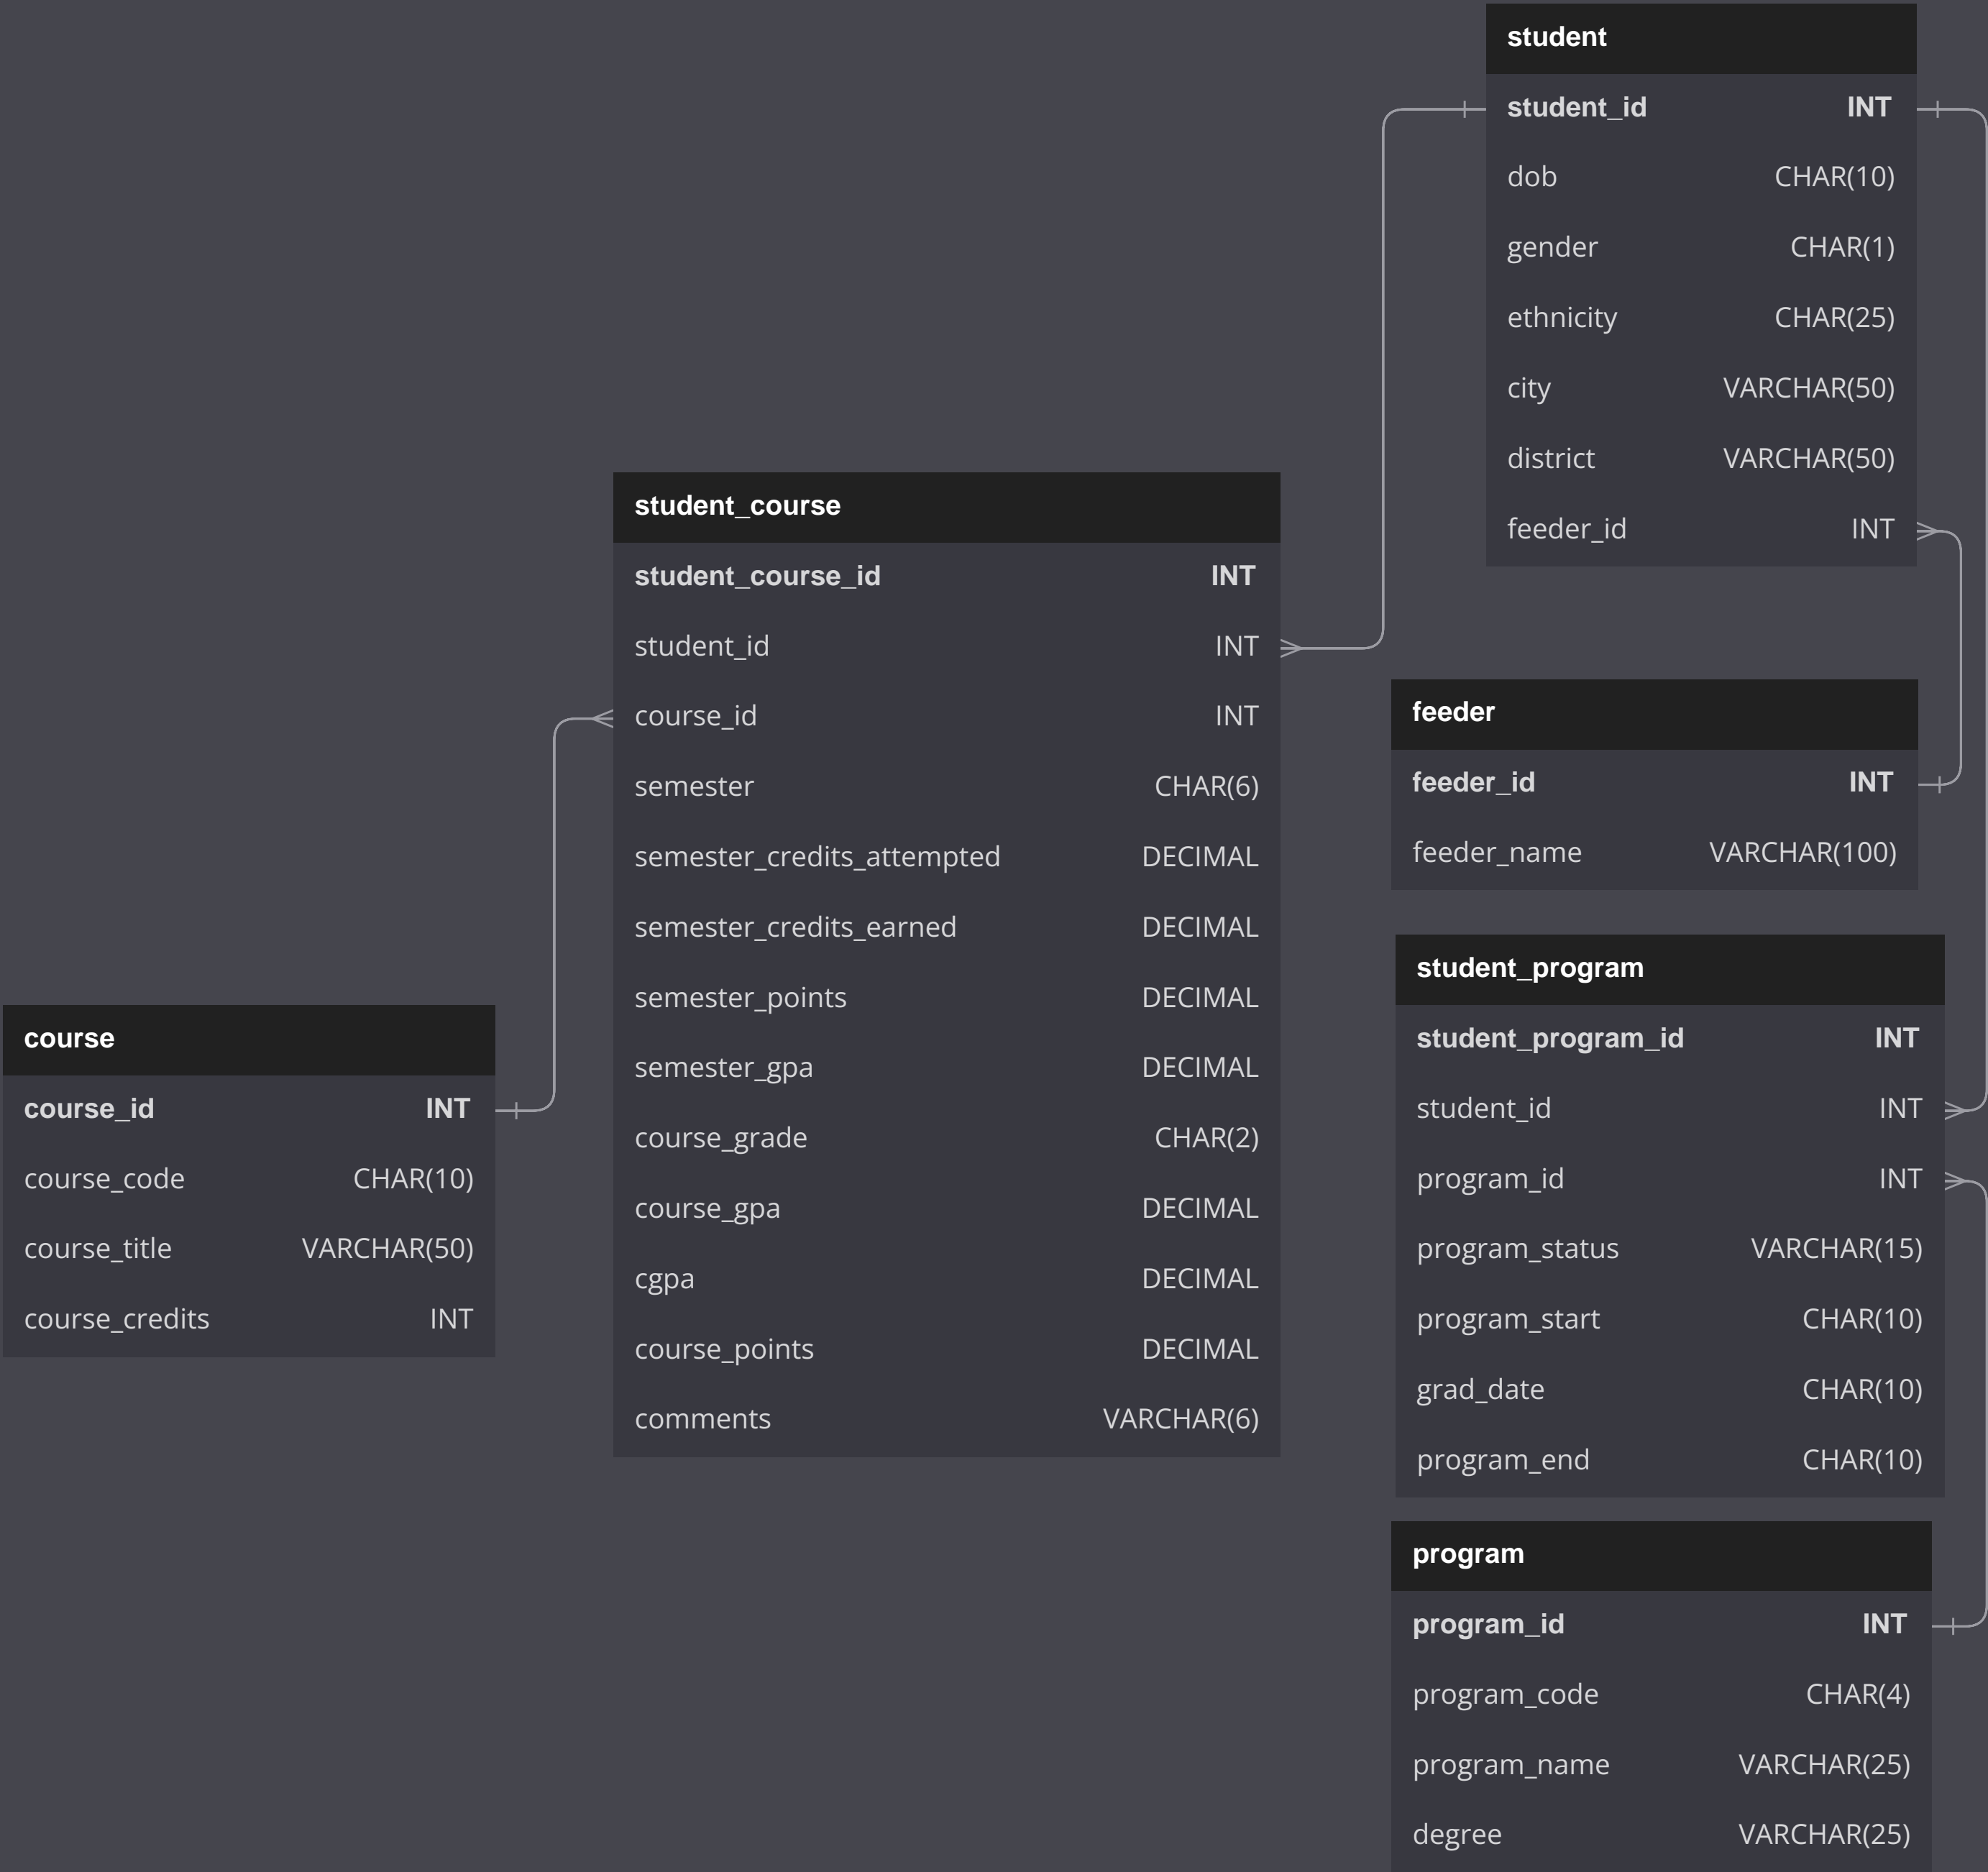 student
student_id INT
dob CHAR(10)
gender CHAR(1)
ethnicity CHAR(25)
city VARCHAR(50)
district VARCHAR(50)
feeder_id INT
student_course
student_course_id INT
student_id INT
course_id INT
semester CHAR(6)
semester_credits_attempted DECIMAL
semester_credits_earned DECIMAL
semester_points DECIMAL
semester_gpa DECIMAL
course_grade CHAR(2)
course_gpa DECIMAL
cgpa DECIMAL
course_points DECIMAL
comments VARCHAR(6)
feeder
feeder_id INT
feeder_name VARCHAR(100)
student_program
student_program_id INT
student_id INT
program_id INT
program_status VARCHAR(15)
program_start CHAR(10)
grad_date CHAR(10)
program_end CHAR(10)
course
course_id INT
course_code CHAR(10)
course_title VARCHAR(50)
course_credits INT
program
program_id INT
program_code CHAR(4)
program_name VARCHAR(25)
degree VARCHAR(25)